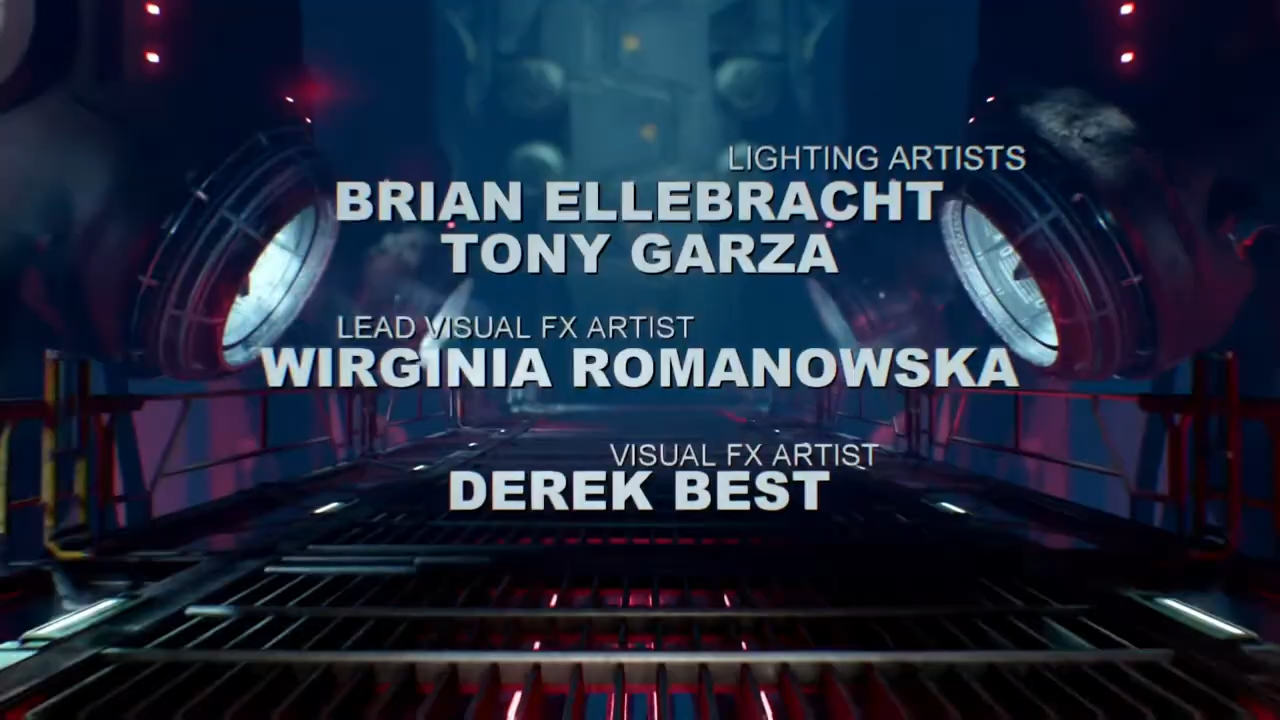 LIGHTING ARTISTS
BRIAN ELLEBRACHT
TONY GARZA
LEAD VISUAL FX ARTIST
WIRGINIA ROMANOWSKA
VISUAL FX ARTIST
DEREK BEST